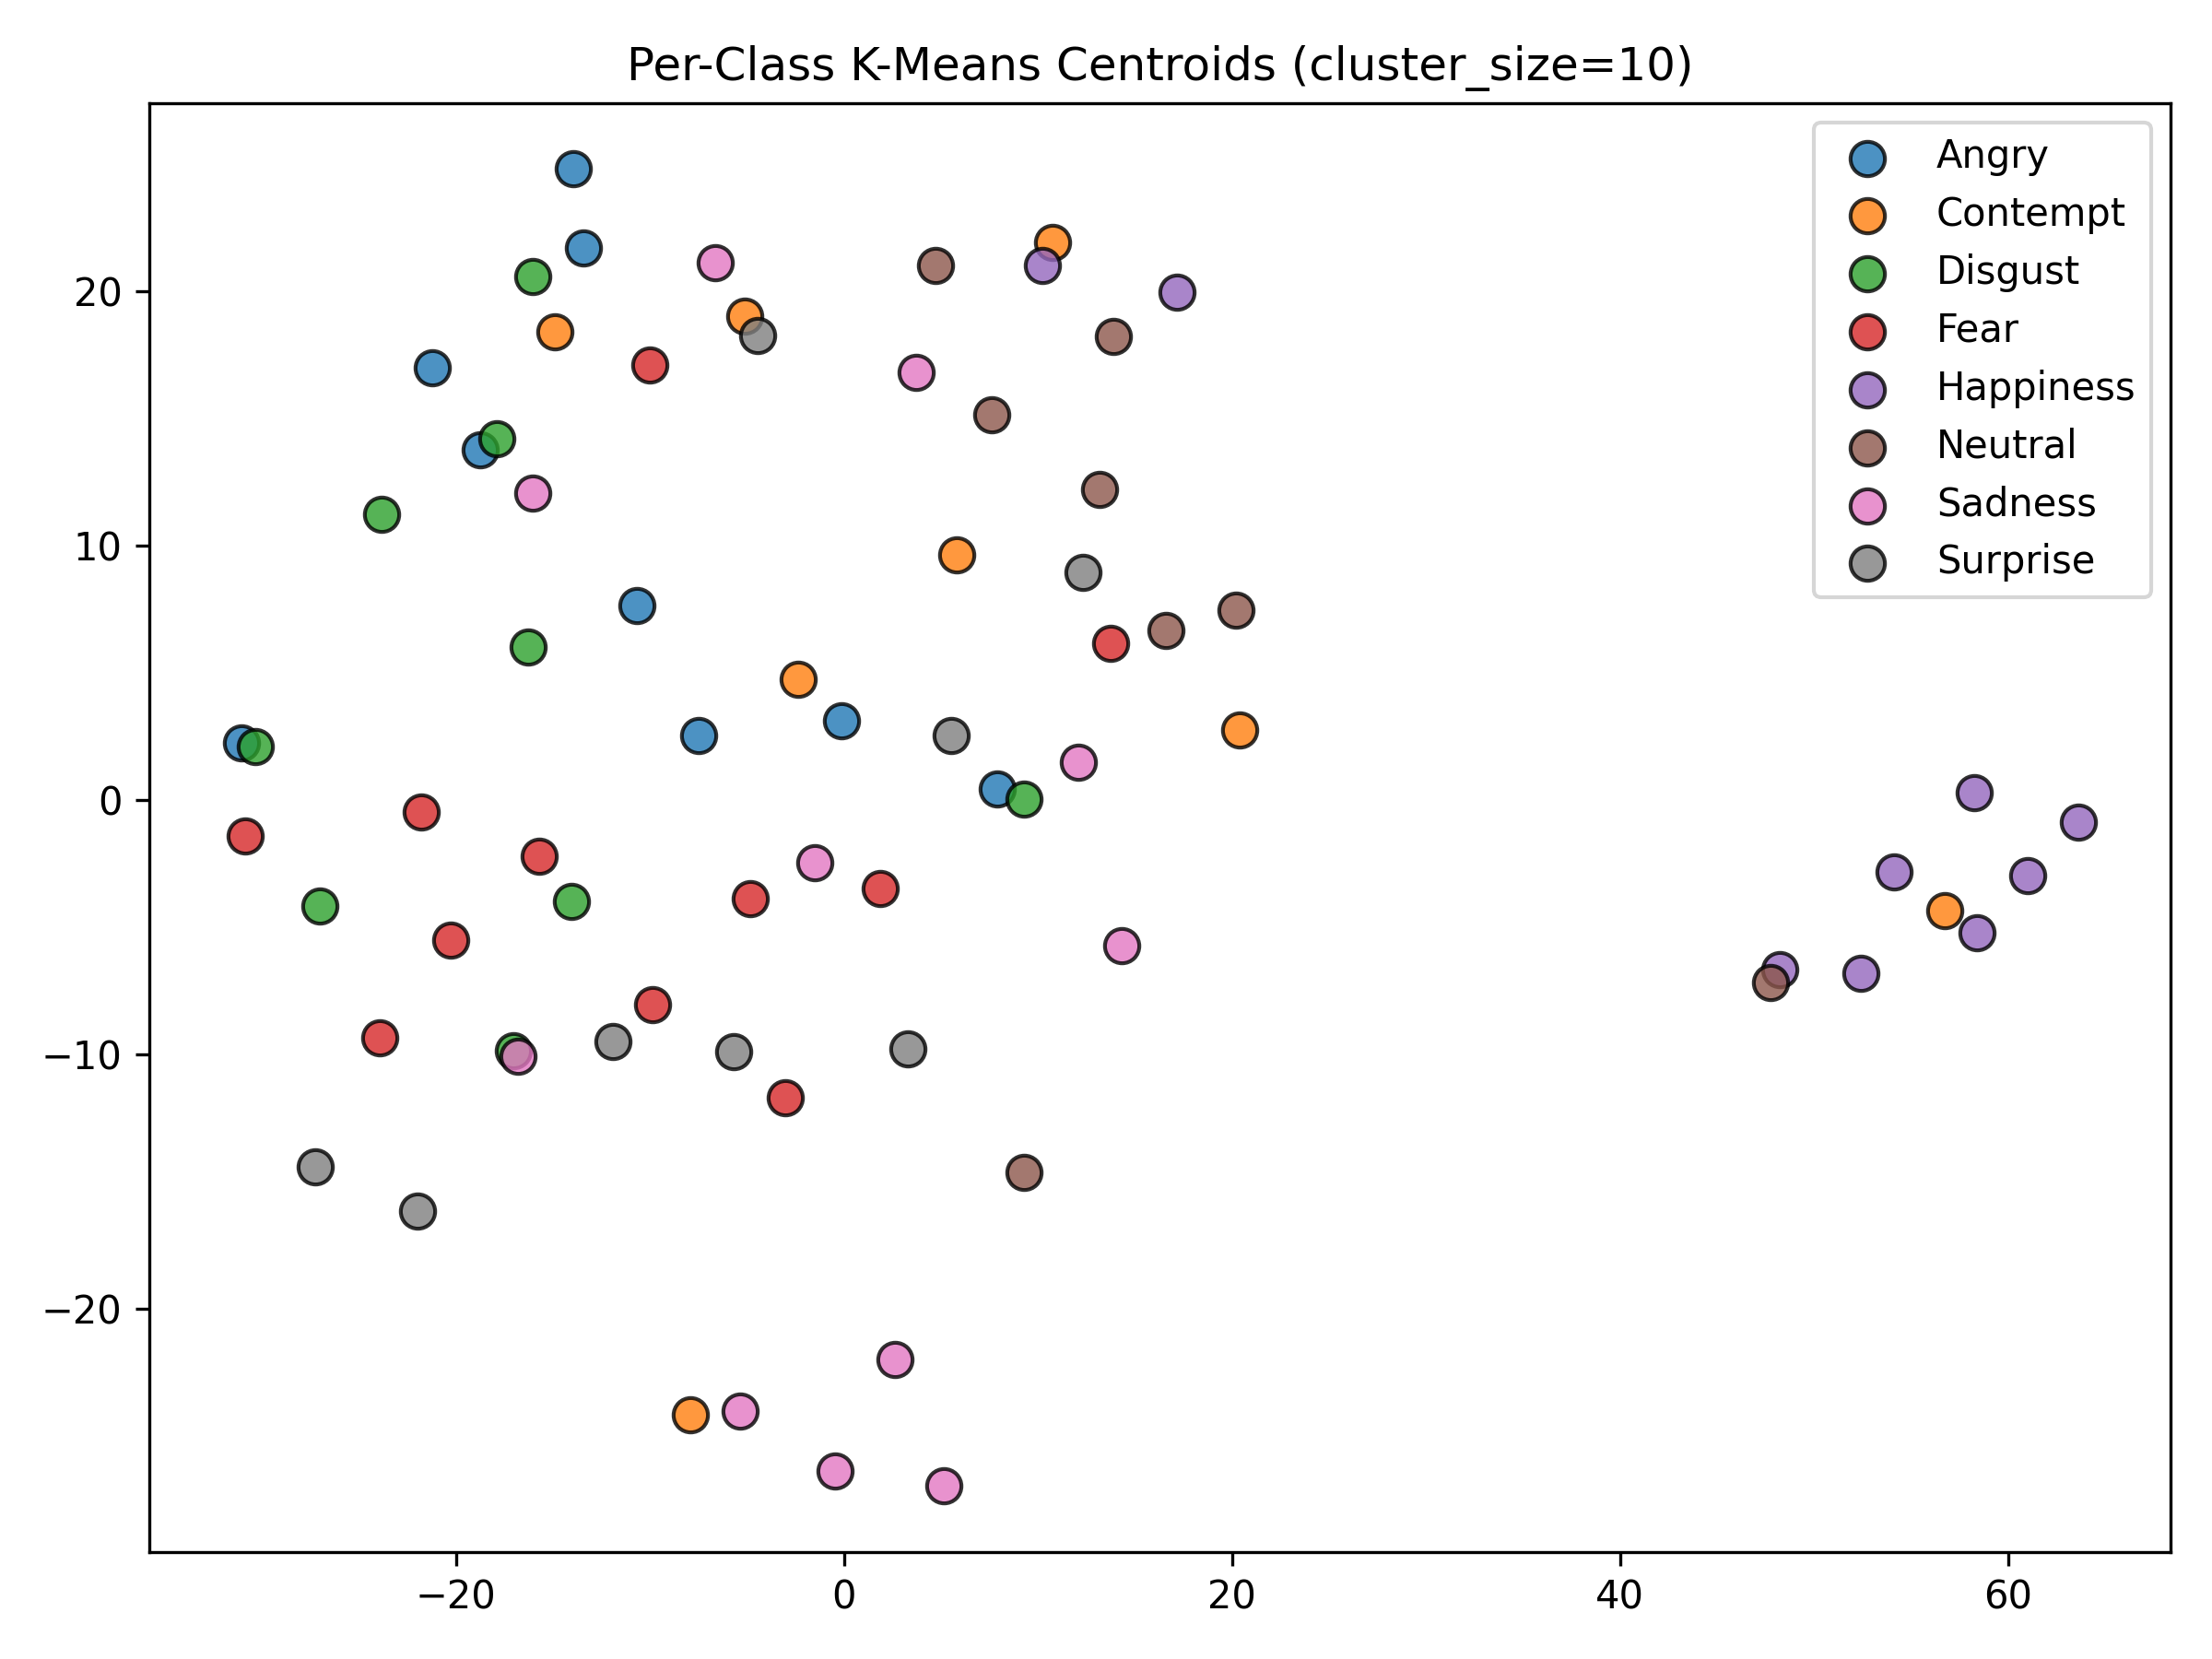 Per-Class K-Means Centroids (cluster_size=10)
Angry
Contempt
Disgust
Fear
Happiness
Neutral
Sadness
Surprise
20
10
0
−10
−20
−20 0 20 40 60